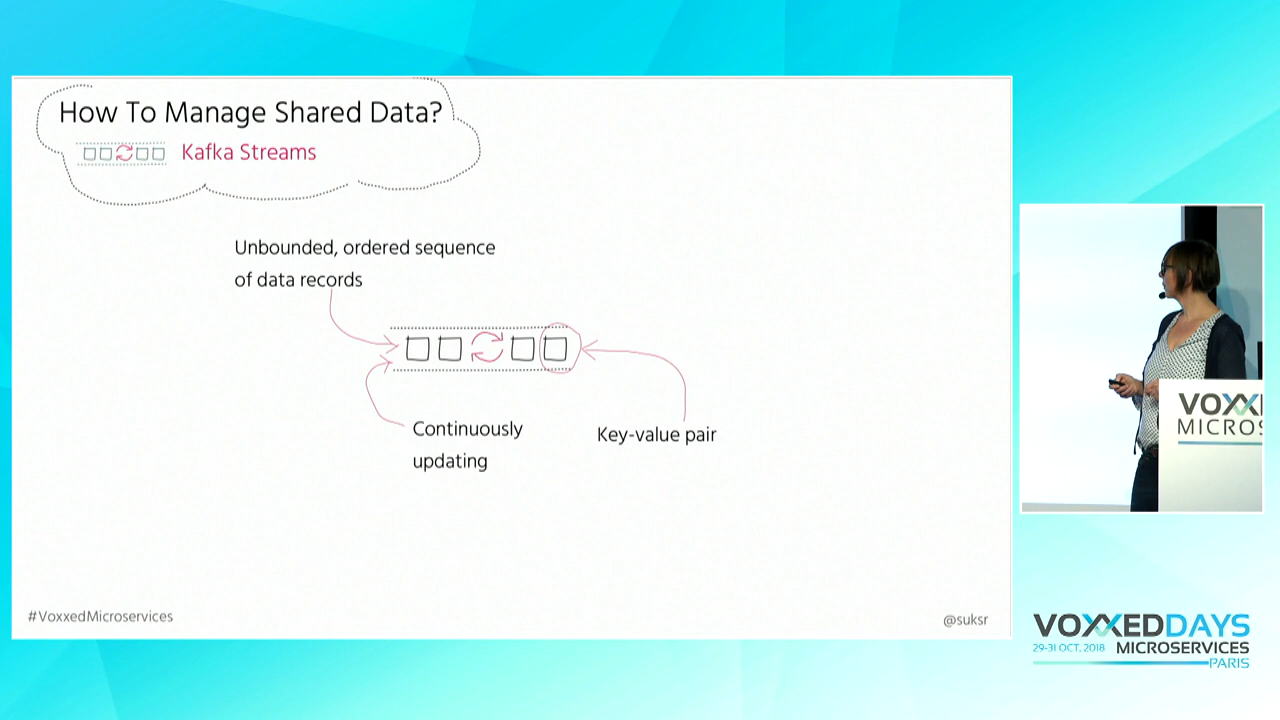 How To Manage Shared Data?
Kafka Streams
Unbounded, ordered sequence
of data records
Continuously
updating
Key-value pair
#VoxxedMicroservices
@suksr
VOXXEDDAYS
29-31 OCT, 2018 MICROSERVICES
PARIS